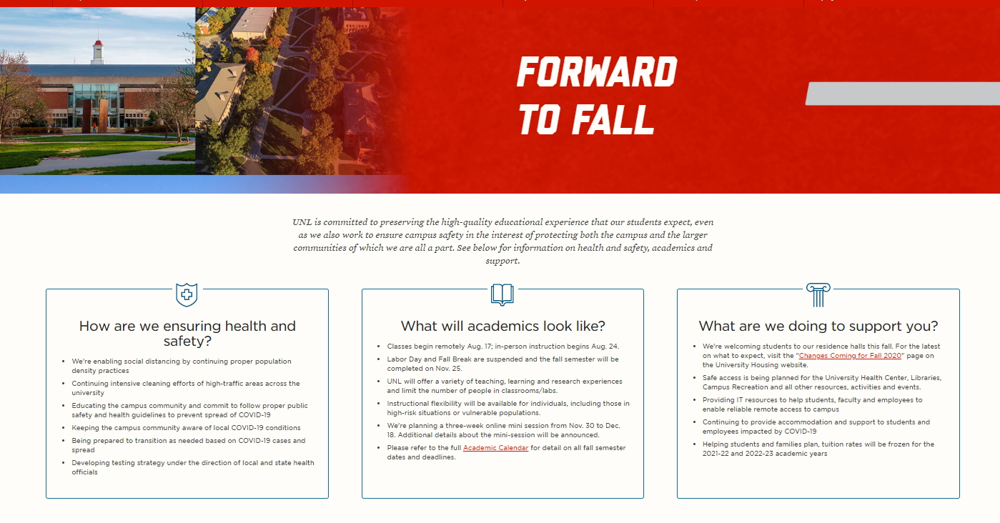 FORWARD
TO FALL
UNL is committed to preserving the high-quality educational experience that our students expect, even
as we also work to ensure campus safety in the interest of protecting both the campus and the larger
communities of which we are all a part. See below for information on health and safety, academics and
support.
How are we ensuring health and
safety?
We're enabling social distancing by continuing proper population
density practices
Continuing intensive cleaning efforts of high-traffic areas across the
university
Educating the campus community and commit to follow proper public
safety and health guidelines to prevent spread of COVID-19
Keeping the campus community aware of local COVID-19 conditions
Being prepared to transition as needed based on COVID-19 cases and
spread
Developing testing strategy under the direction of local and state health
officials
What will academics look like?
Classes begin remotely Aug. 17; in-person instruction begins Aug. 24.
Labor Day and Fall Break are suspended and the fall semester will be
completed on Nov. 25.
UNL will offer a variety of teaching, learning and research experiences
and limit the number of people in classrooms/labs.
Instructional flexibility will be available for individuals, including those in
high-risk situations or vulnerable populations.
We're planning a three-week online mini session from Nov. 30 to Dec.
18. Additional details about the mini-session will be announced.
Please refer to the full Academic Calendar for detail on all fall semester
dates and deadlines.
What are we doing to support you?
We're welcoming students to our residence halls this fall. For the latest
on what to expect, visit the "Changes Coming for Fall 2020" page on
the University Housing website.
Safe access is being planned for the University Health Center, Libraries,
Campus Recreation and all other resources, activities and events.
Providing IT resources to help students, faculty and employees to
enable reliable remote access to campus
Continuing to provide accommodation and support to students and
employees impacted by COVID-19
Helping students and families plan, tuition rates will be frozen for the
2021-22 and 2022-23 academic years